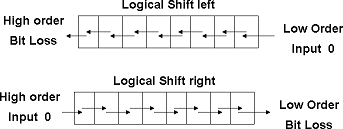 Logical Shift left
High order
Bit Loss
Low Order
Input 0
Logical Shift right
High order
Input 0
Low Order
Bit Loss